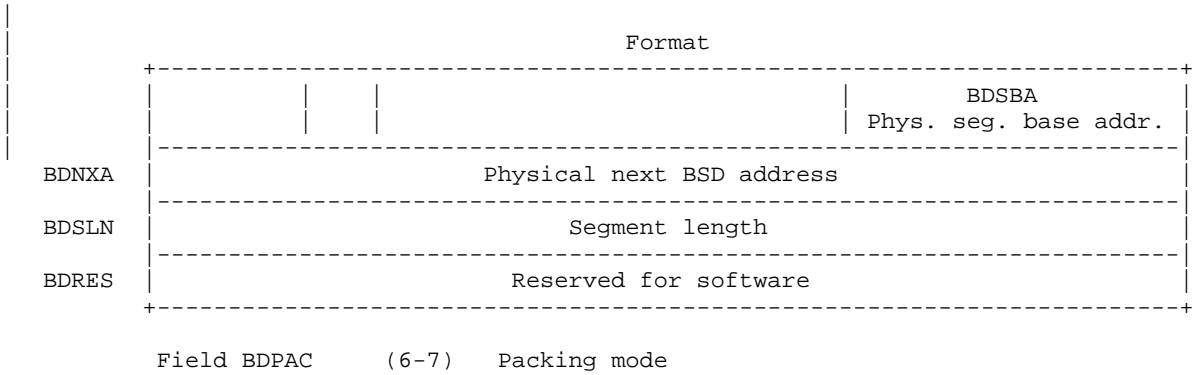 Format
BDSBA
Phys. seg. base addr.
BDNXA Physical next BSD address
BDSLN Segment length
BDRES Reserved for software
Field BDPAC (6-7) Packing mode